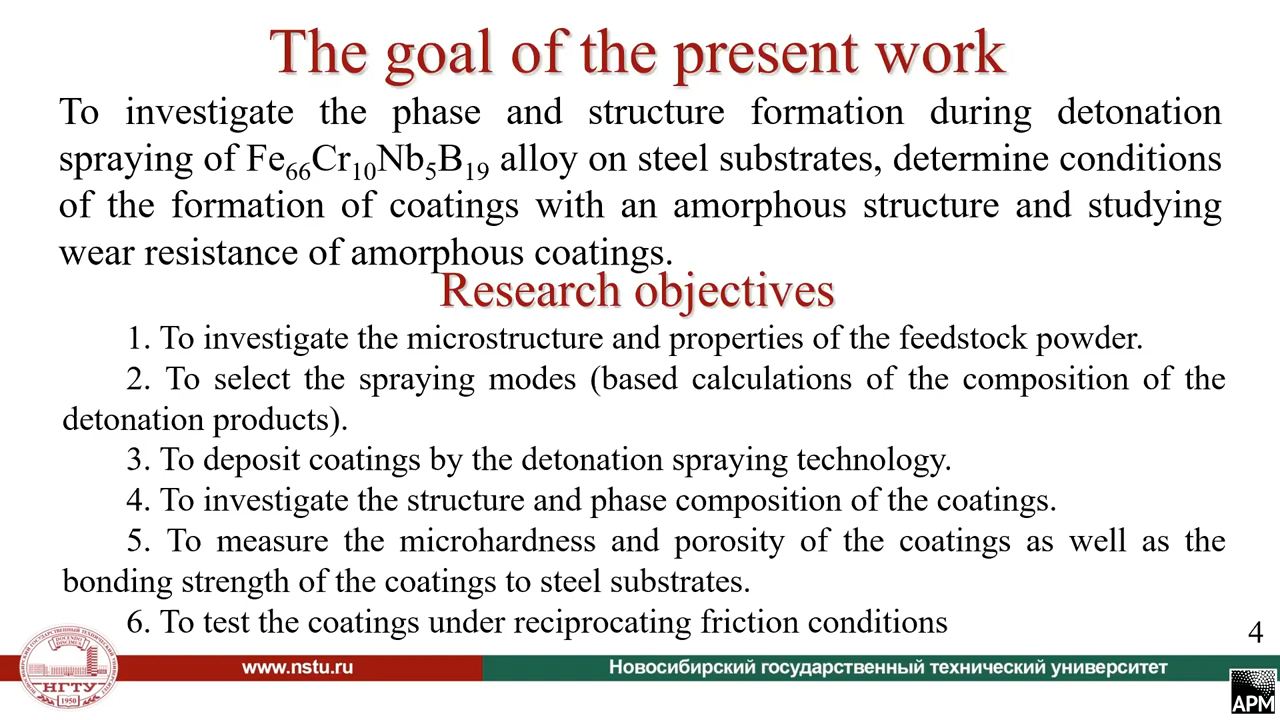 The goal of the present work
To investigate the phase and structure formation during detonation
spraying of Fe₆₆Cr₁₀Nb₅B₁₉ alloy on steel substrates, determine conditions
of the formation of coatings with an amorphous structure and studying
wear resistance of amorphous coatings.
Research objectives
1. To investigate the microstructure and properties of the feedstock powder.
2. To select the spraying modes (based calculations of the composition of the
detonation products).
3. To deposit coatings by the detonation spraying technology.
4. To investigate the structure and phase composition of the coatings.
5. To measure the microhardness and porosity of the coatings as well as the
bonding strength of the coatings to steel substrates.
6. To test the coatings under reciprocating friction conditions
4
НГТУ
1950
www.nstu.ru
Новосибирский государственный технический университет
APM